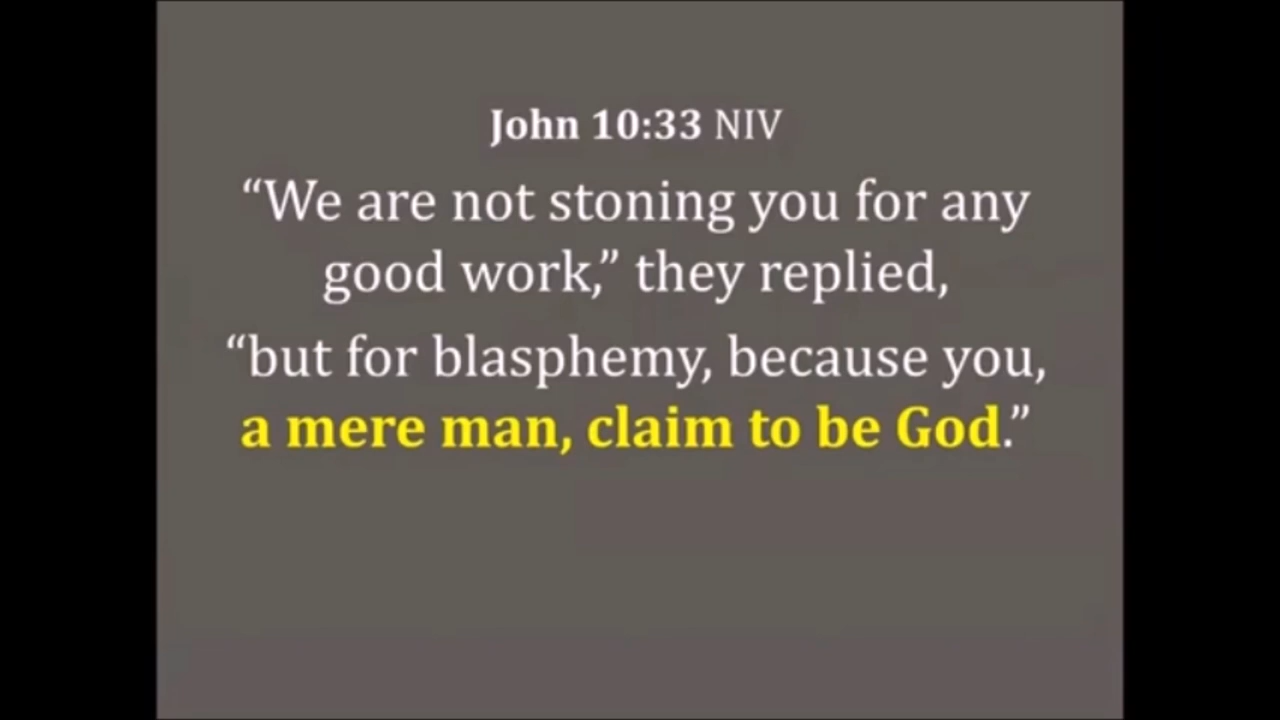 John 10:33 NIV
“We are not stoning you for any
good work,” they replied,
“but for blasphemy, because you,
a mere man, claim to be God.”